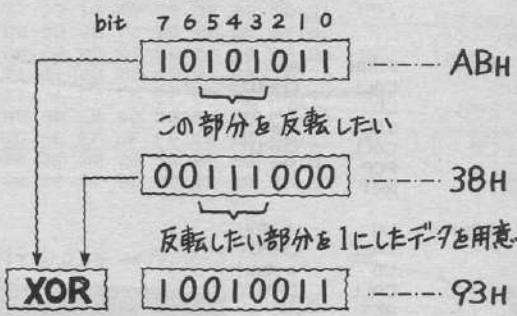 bit 7 6 5 4 3 2 1 0
10101011 ABH
この部分を反転したい
00111000 38H
反転したい部分を1にしたデータを用意.
XOR 10010011 93H